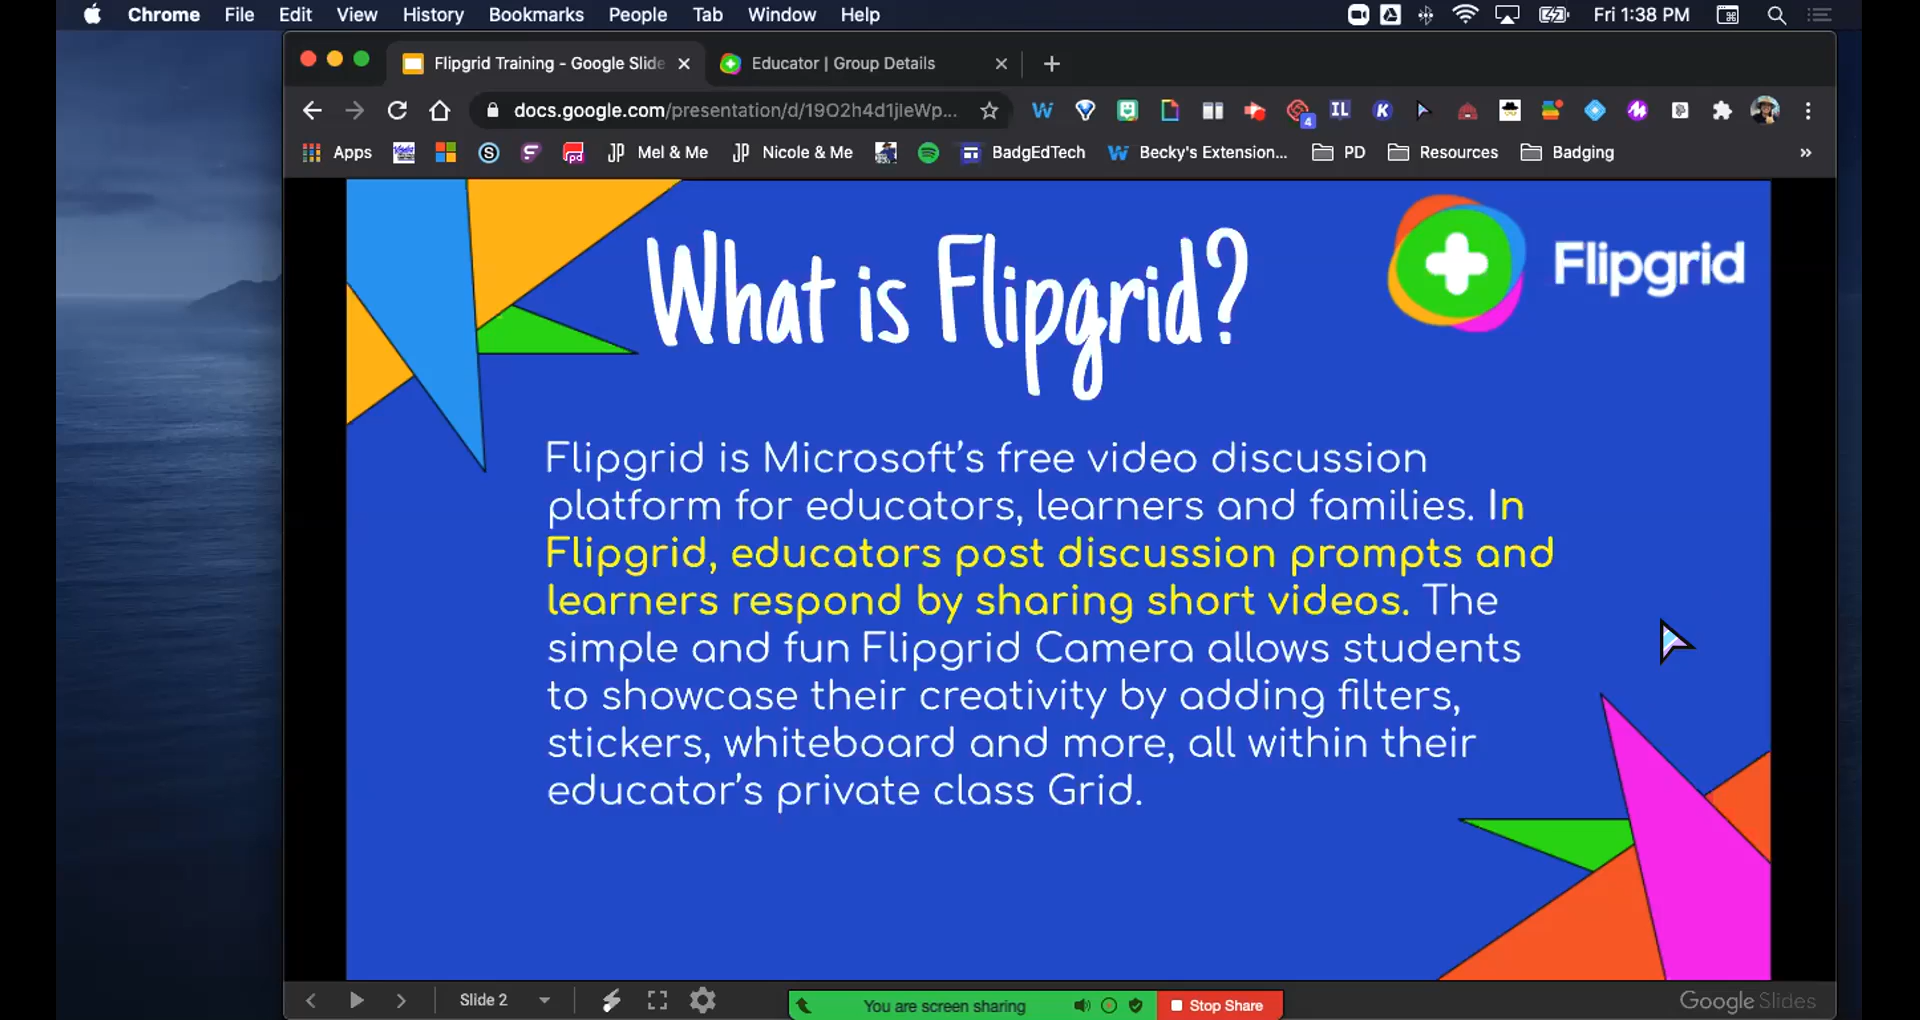 Chrome File Edit View History Bookmarks People Tab Window Help Fri 1:38 PM
Flipgrid Training - Google Slide Educator | Group Details
docs.google.com/presentation/d/19O2h4d1jleWp... 4 IL K
Apps pd JP Mel & Me JP Nicole & Me BadgEdTech W Becky's Extension... PD Resources Badging »
What is Flipgrid?
Flipgrid
Flipgrid is Microsoft's free video discussion
platform for educators, learners and families. In
Flipgrid, educators post discussion prompts and
learners respond by sharing short videos. The
simple and fun Flipgrid Camera allows students
to showcase their creativity by adding filters,
stickers, whiteboard and more, all within their
educator's private class Grid.
Slide 2
You are screen sharing Stop Share
Google Slides